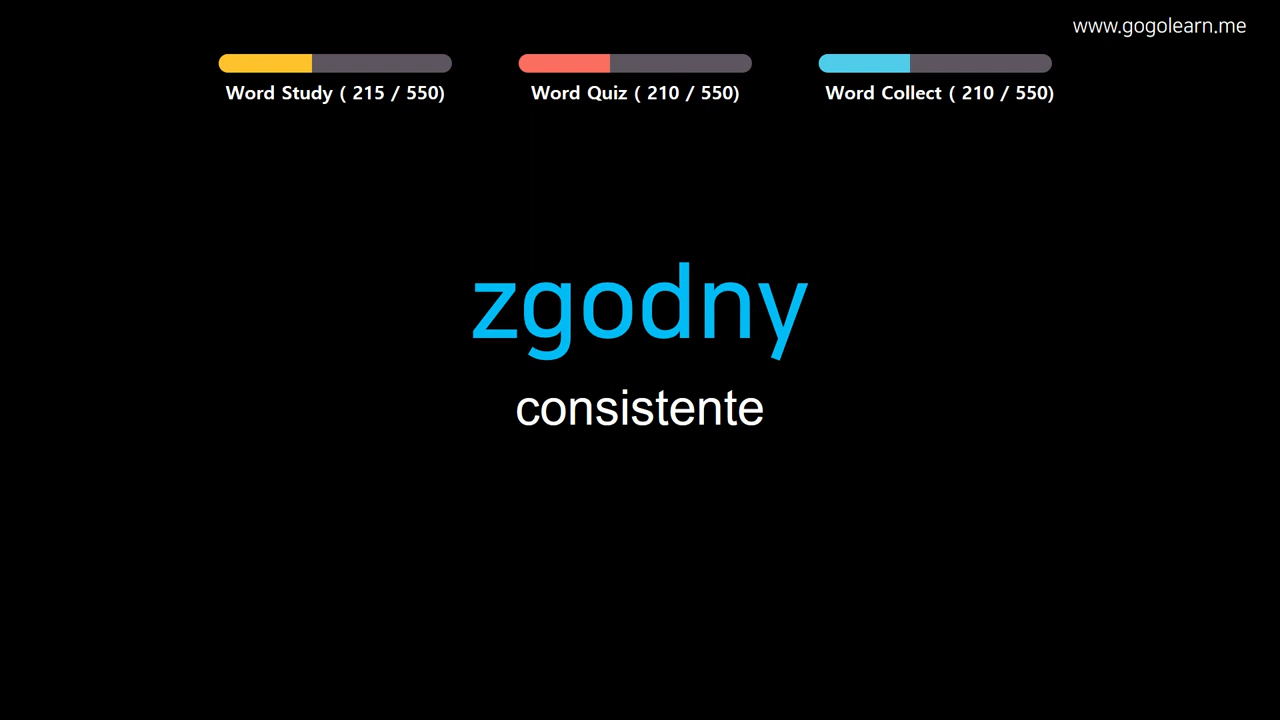 www.gogolearn.me
Word Study ( 215 / 550)
Word Quiz ( 210 / 550)
Word Collect ( 210 / 550)
zgodny
consistente